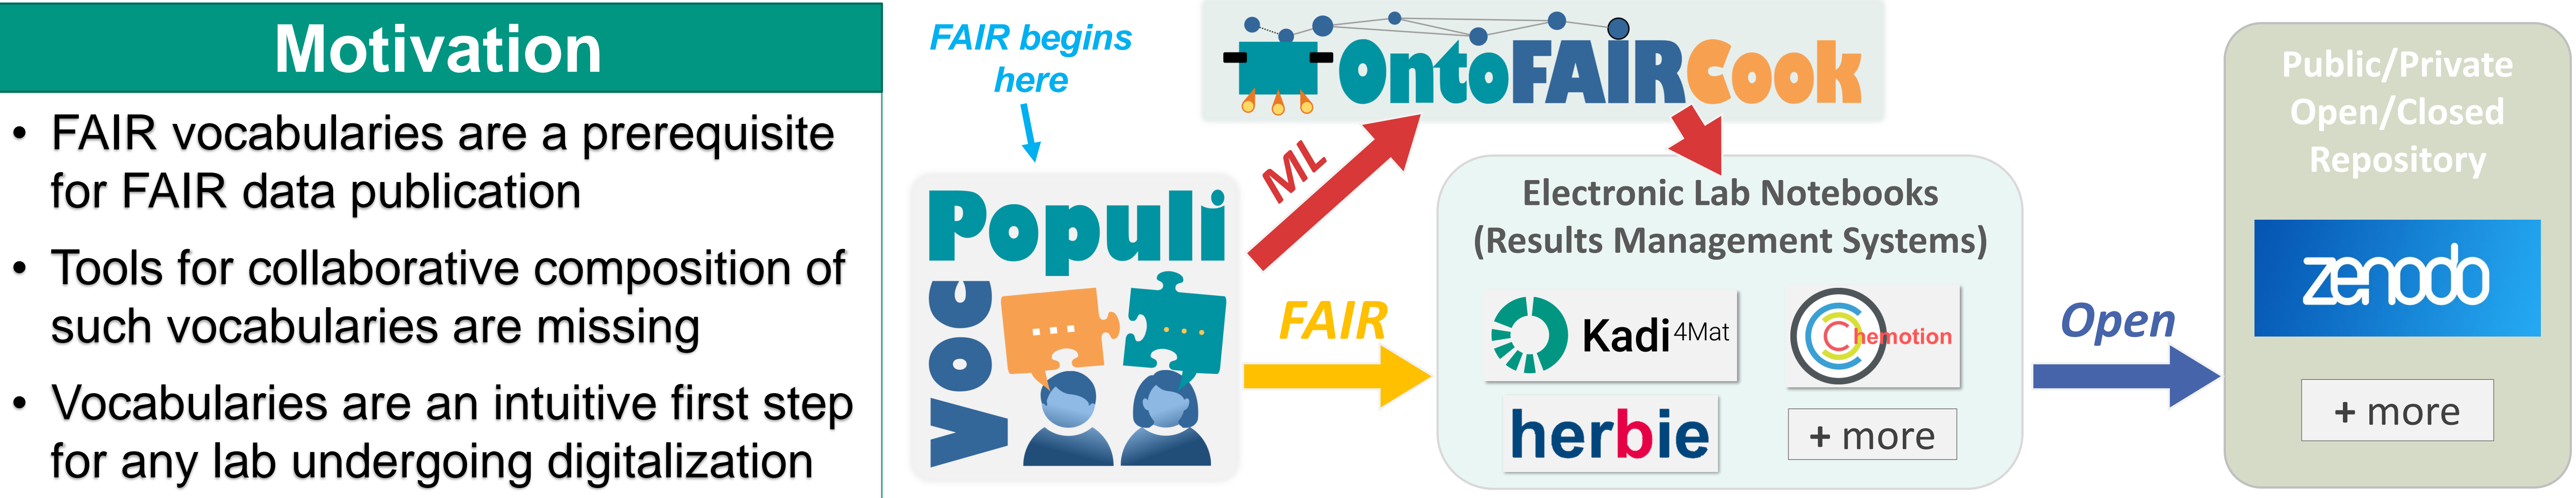 Motivation
• FAIR vocabularies are a prerequisite
for FAIR data publication
• Tools for collaborative composition of
such vocabularies are missing
• Vocabularies are an intuitive first step
for any lab undergoing digitalization
FAIR begins
here
OntoFAIRCook
ML
Populi
VOC
FAIR
Electronic Lab Notebooks
(Results Management Systems)
Kadi4Mat
Chemotion
herbie
+ more
Open
Public/Private
Open/Closed
Repository
zenodo
+ more